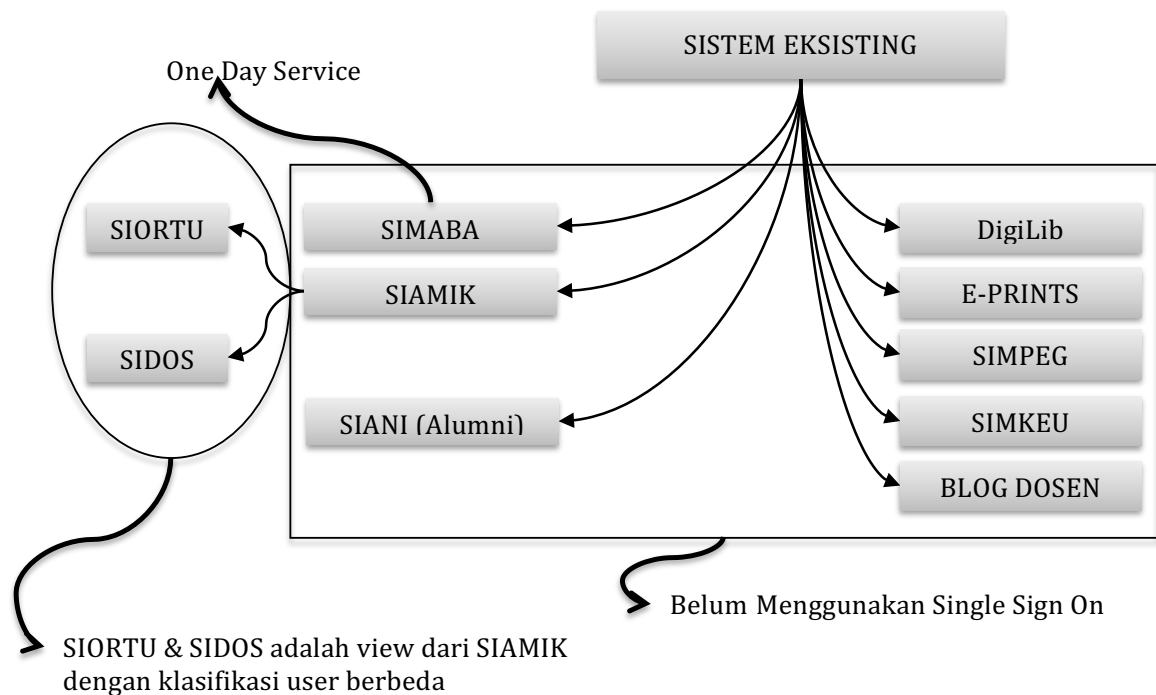 SISTEM EKSISTING
One Day Service
SIORTU
SIDOS
SIMABA
SIAMIK
SIANI (Alumni)
DigiLib
E-PRINTS
SIMPEG
SIMKEU
BLOG DOSEN
Belum Menggunakan Single Sign On
SIORTU & SIDOS adalah view dari SIAMIK
dengan klasifikasi user berbeda